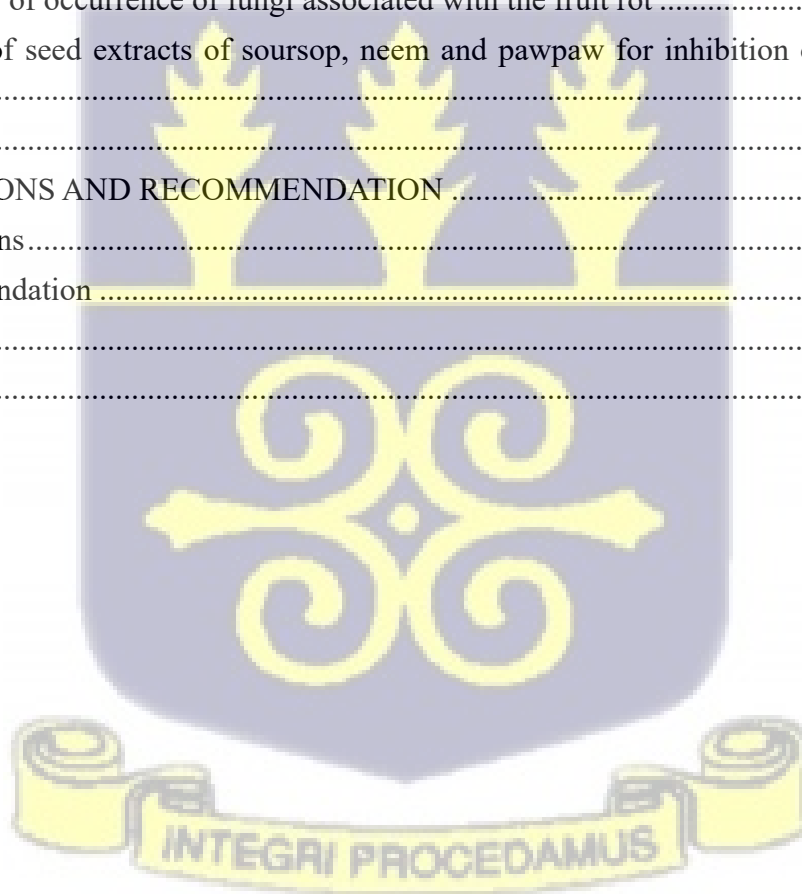 of occurrence of fungi associated with the fruit rot ....................
of seed extracts of soursop, neem and pawpaw for inhibition
....................................................................................................
....................................................................................................
ONS AND RECOMMENDATION .............................................
ns..................................................................................................
ndation .........................................................................................
....................................................................................................
....................................................................................................
INTEGRI PROCEDAMUS